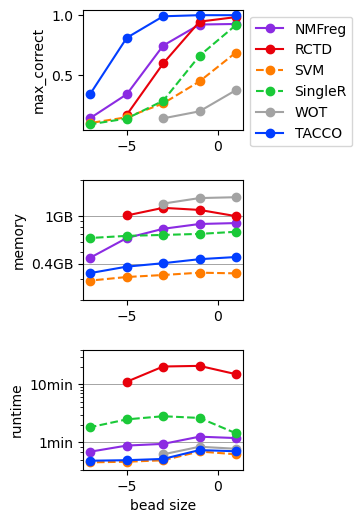 max_correct
1.0
0.5
−5
0
NMFreg
RCTD
SVM
SingleR
WOT
TACCO
memory
1GB
0.4GB
−5
0
runtime
10min
1min
−5
0
bead size